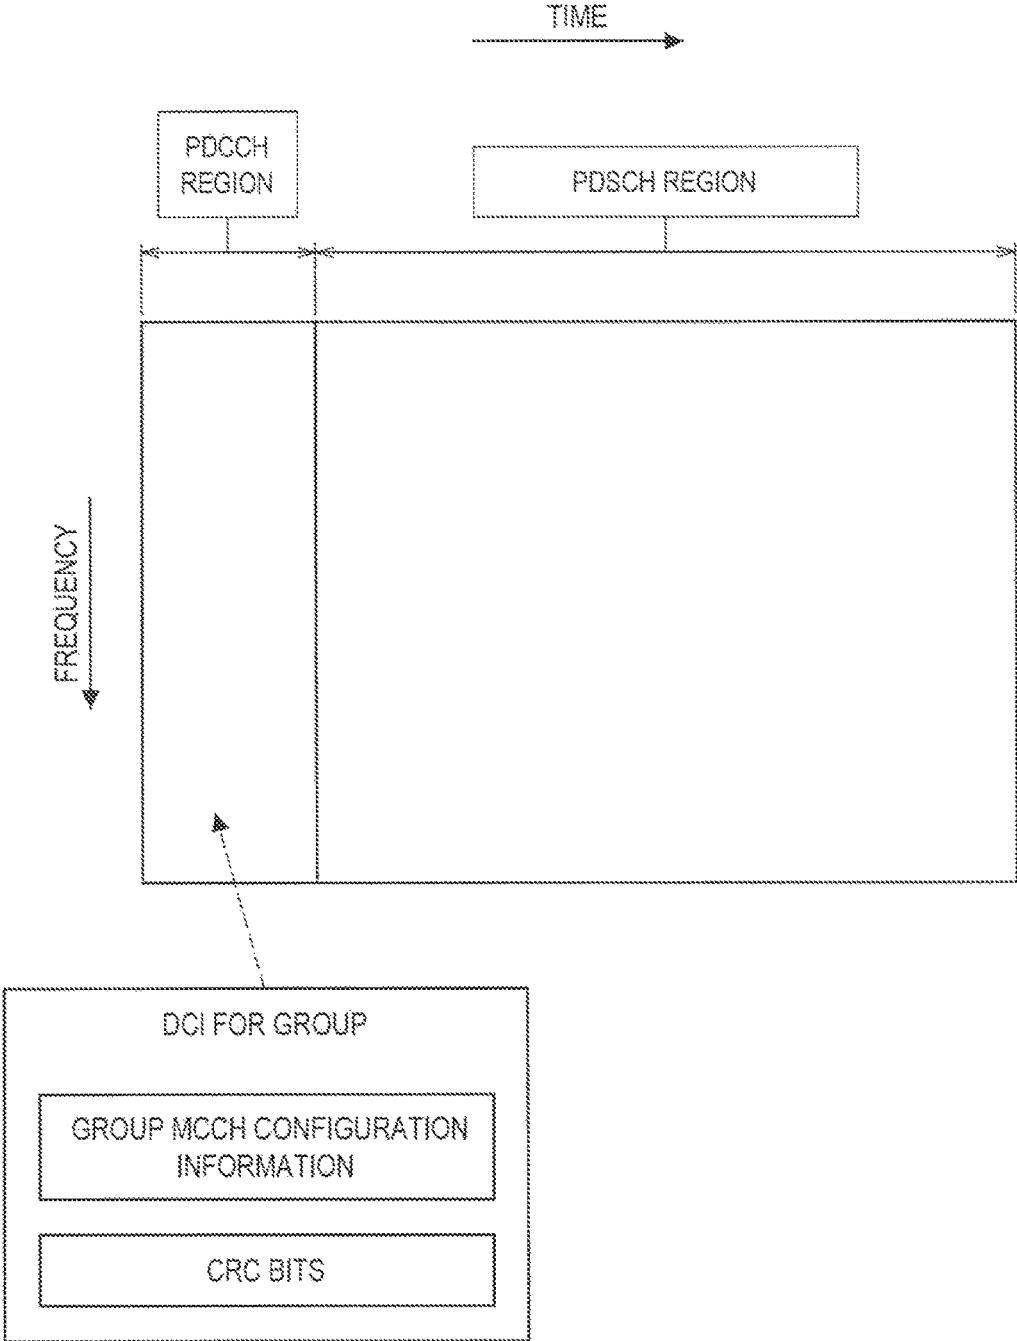 TIME
PDCCH
REGION
PDSCH REGION
FREQUENCY
DCI FOR GROUP
GROUP MCCH CONFIGURATION
INFORMATION
CRC BITS